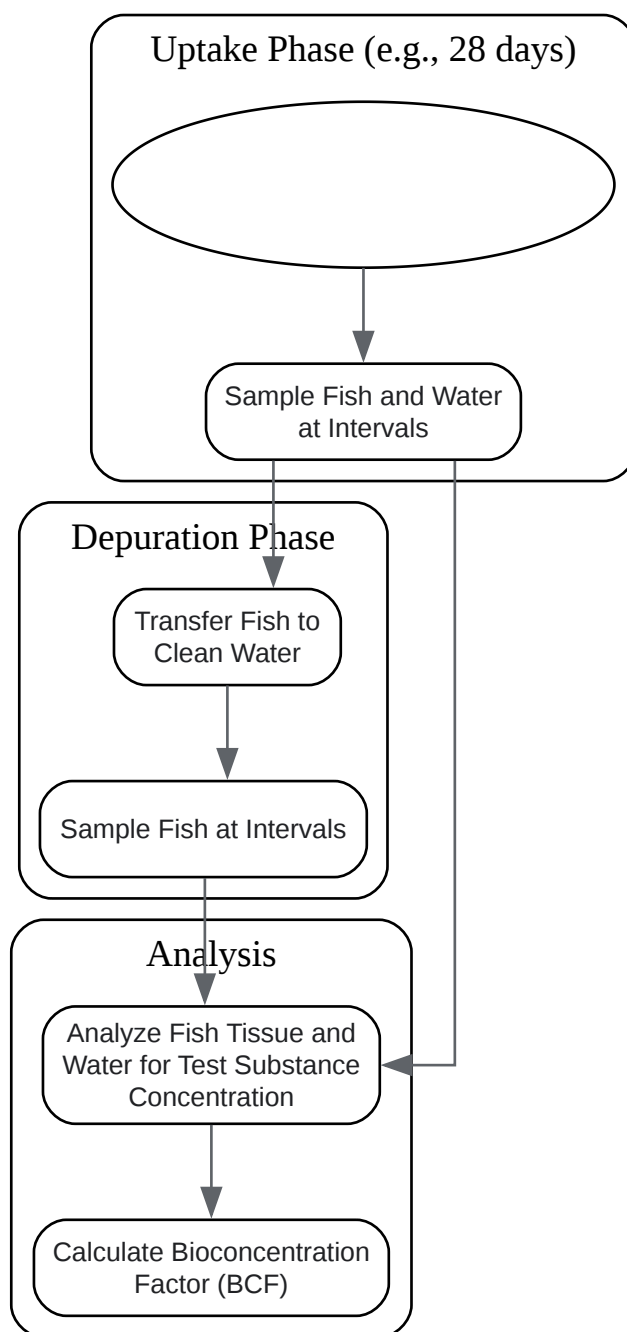 Uptake Phase (e.g., 28 days)
Sample Fish and Water
at Intervals
Depuration Phase
Transfer Fish to
Clean Water
Sample Fish at Intervals
Analysis
Analyze Fish Tissue and
Water for Test Substance
Concentration
Calculate Bioconcentration
Factor (BCF)